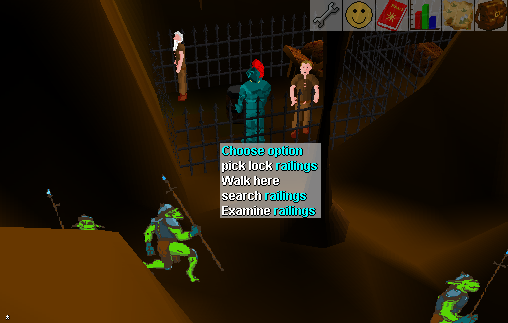 Choose option
pick lock railings
Walk here
search railings
Examine railings
*